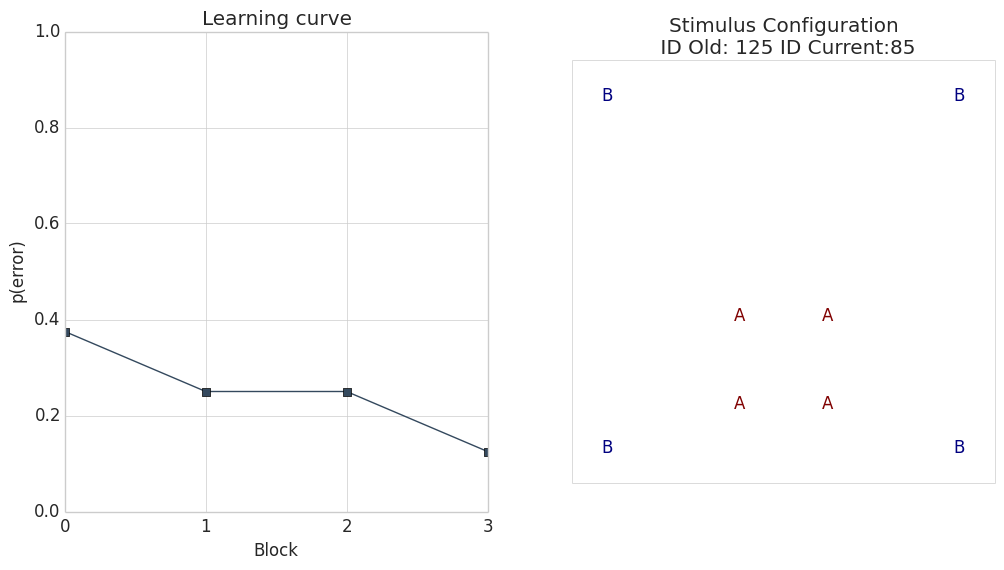 Learning curve
1.0
0.8
0.6
0.4
0.2
0.0
p(error)
0 1 2 3
Block
Stimulus Configuration
ID Old: 125 ID Current:85
B B
A A
A A
B B